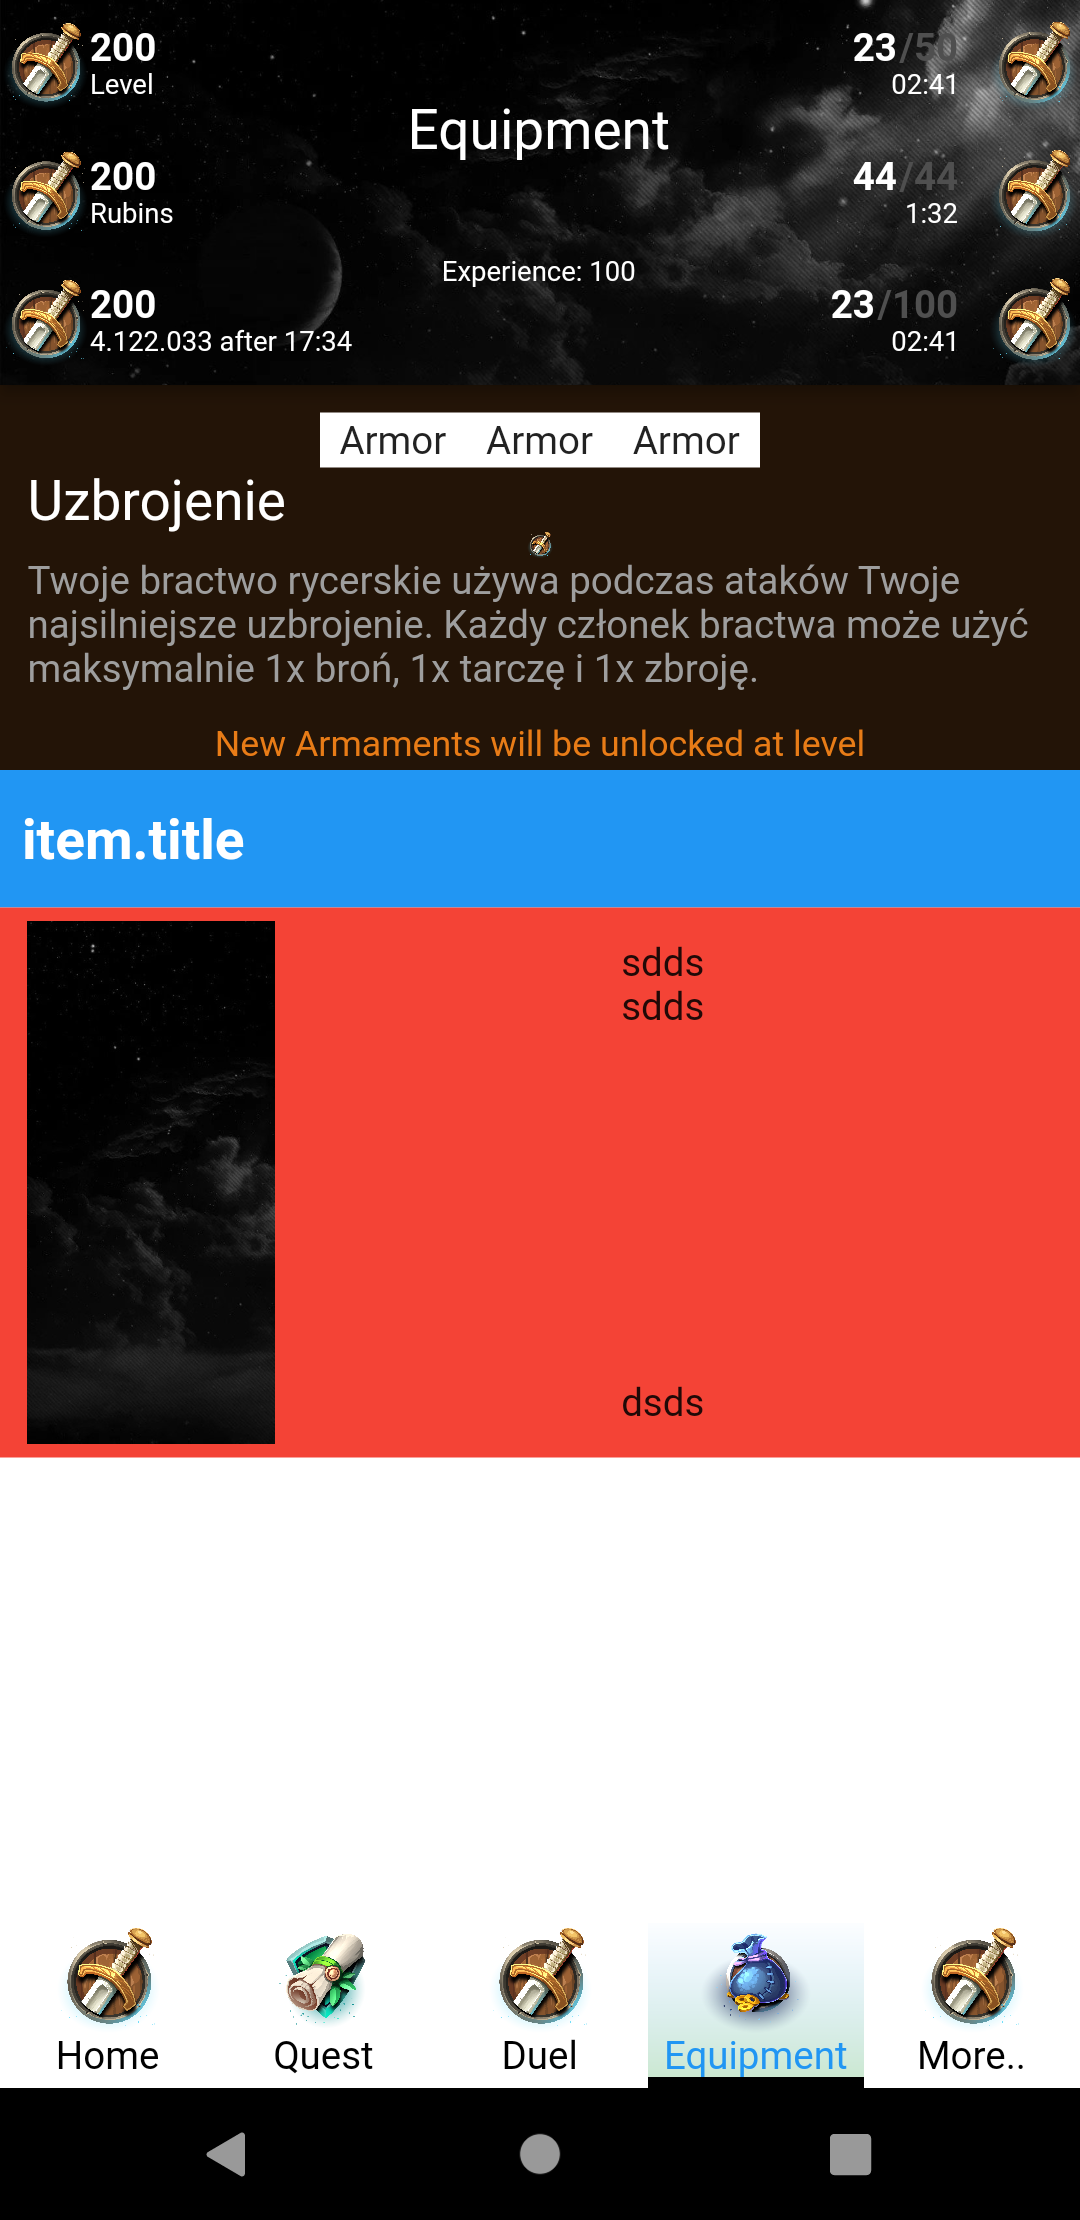 200
Level
200
Rubins
200
4.122.033 after 17:34
Equipment
Experience: 100
23/50
02:41
44/44
1:32
23/100
02:41
Armor Armor Armor
Uzbrojenie
Twoje bractwo rycerskie używa podczas ataków Twoje
najsilniejsze uzbrojenie. Każdy członek bractwa może użyć
maksymalnie 1x broń, 1x tarczę i 1x zbroję.
New Armaments will be unlocked at level
item.title
sdds
sdds
dsds
Home Quest Duel Equipment More..